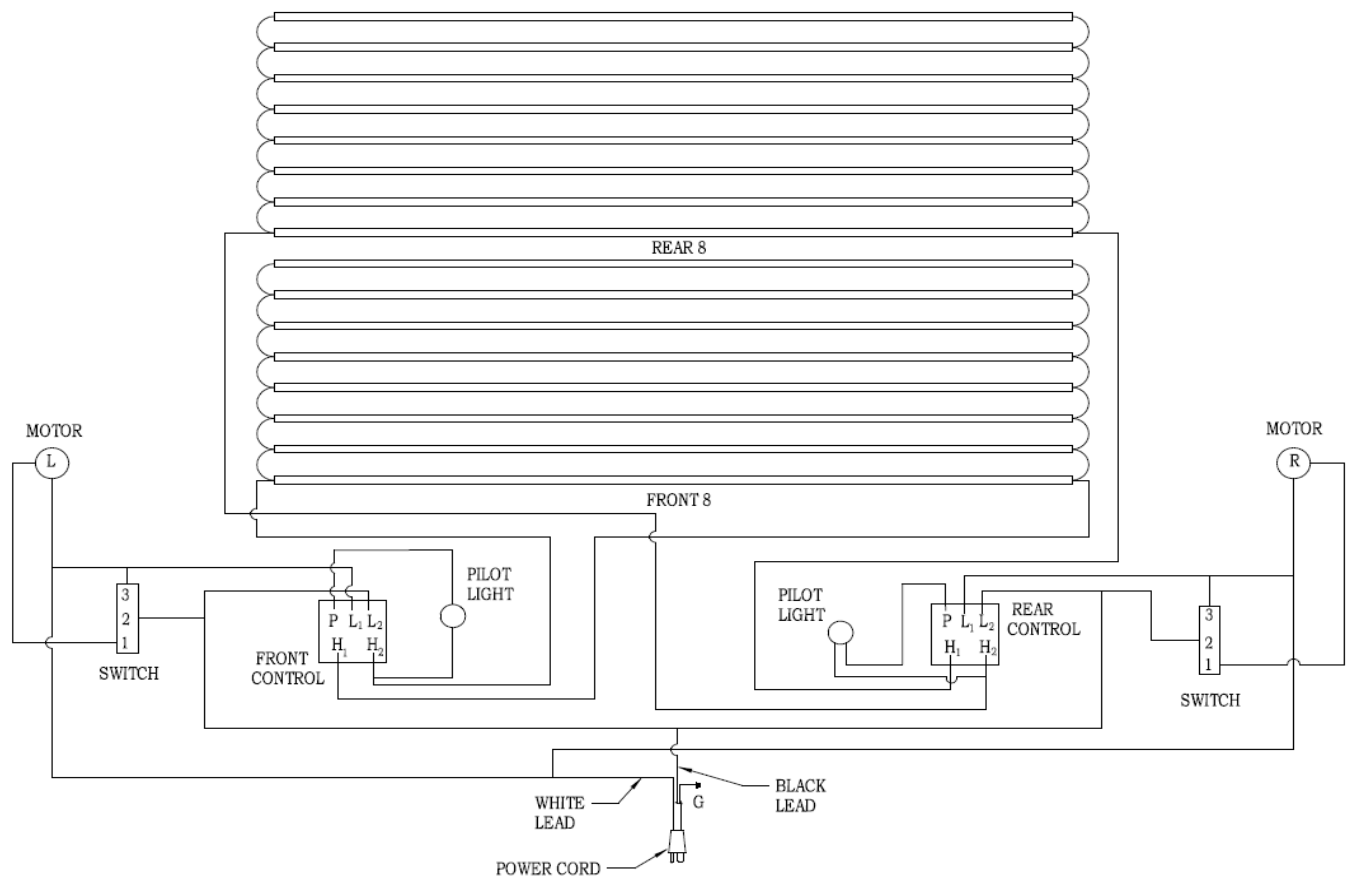 REAR 8
FRONT 8
MOTOR
L
MOTOR
R
3
2
1
SWITCH
P L₁ L₂
H₁ H₂
FRONT
CONTROL
PILOT
LIGHT
PILOT
LIGHT
P L₁ L₂
H₁ H₂
REAR
CONTROL
3
2
1
SWITCH
WHITE
LEAD
G
BLACK
LEAD
POWER CORD